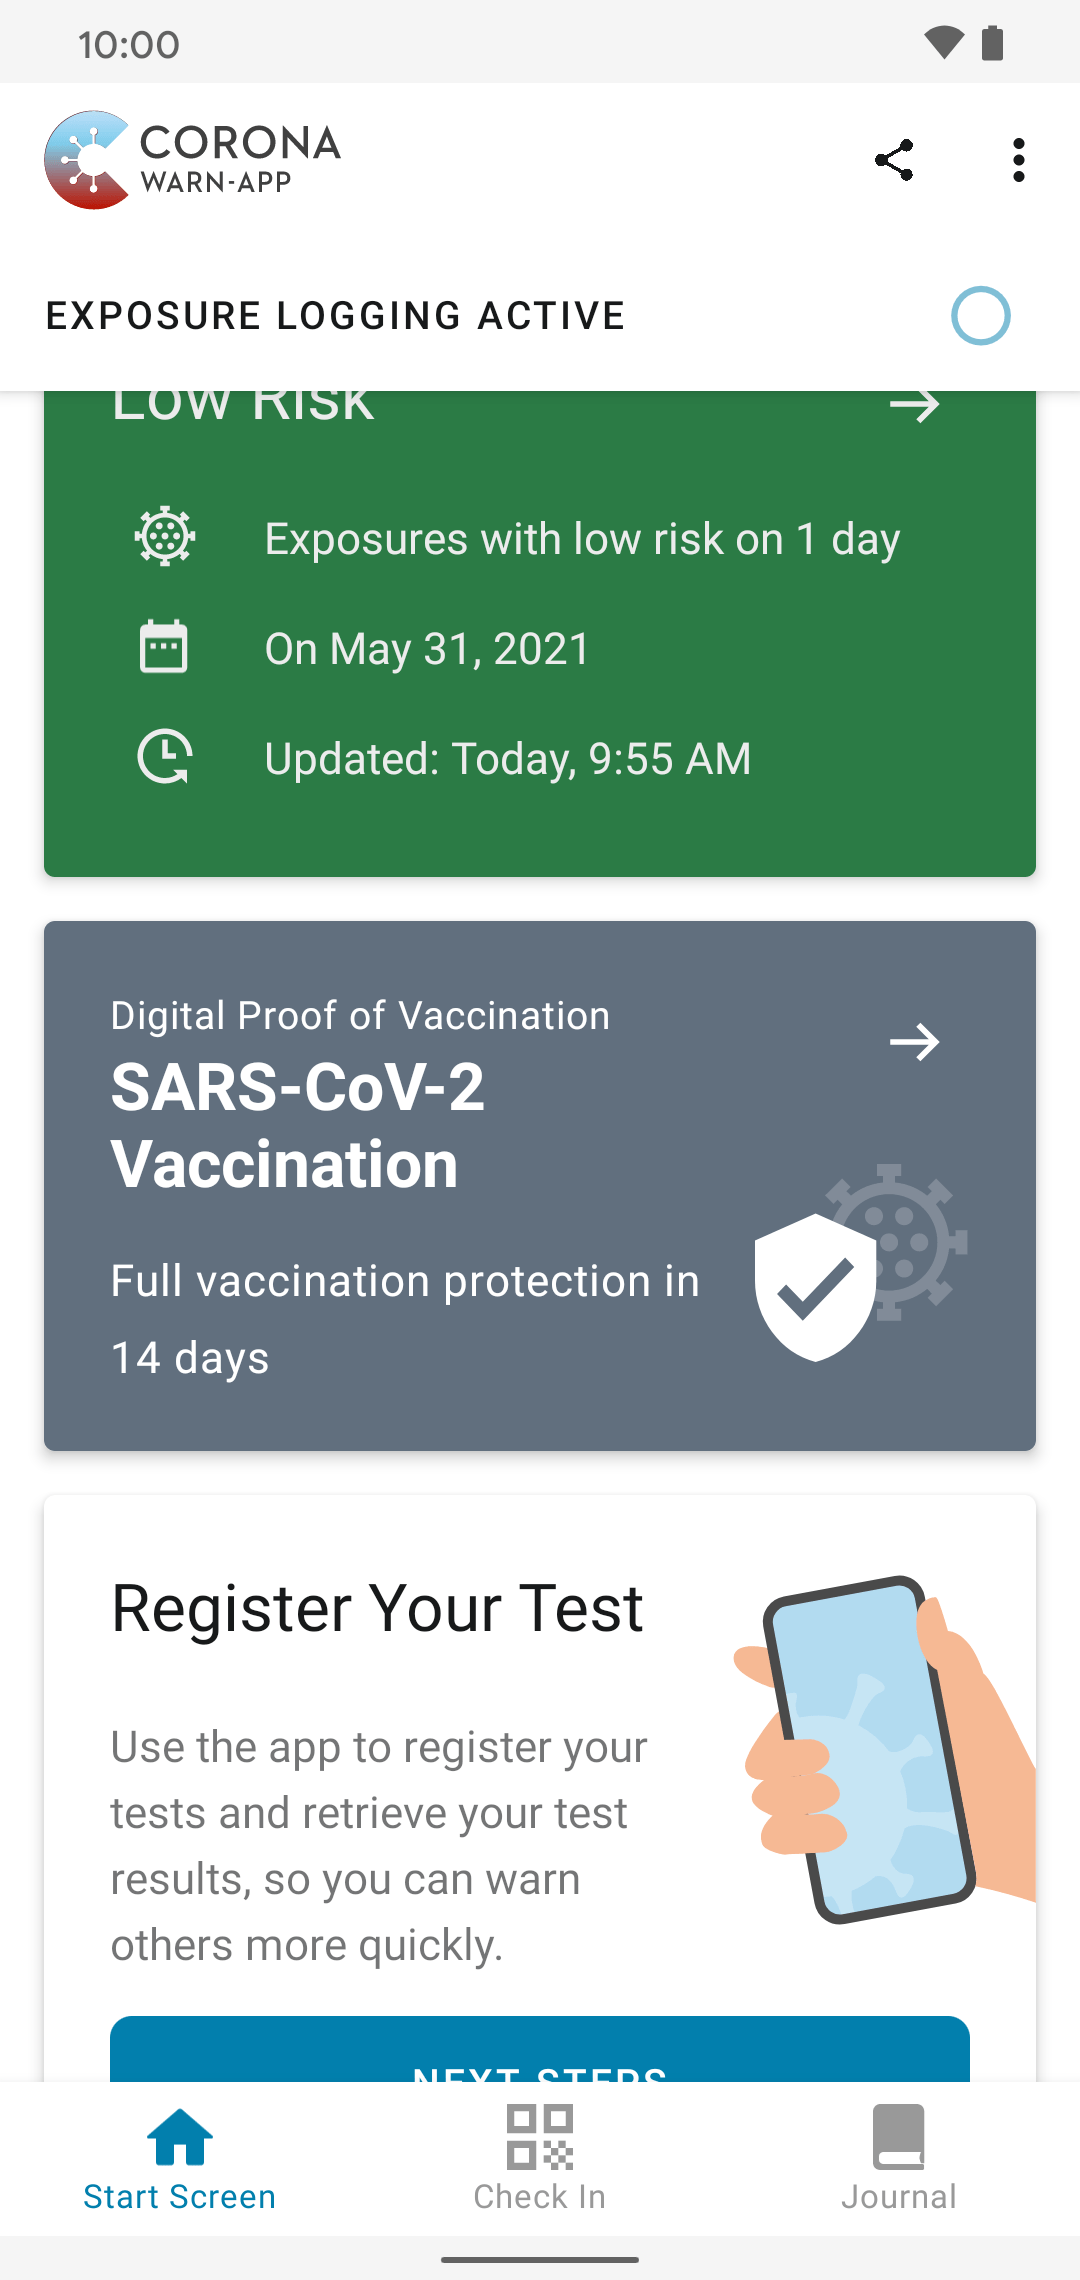 10:00
CORONA
WARN-APP
EXPOSURE LOGGING ACTIVE
Low Risk
Exposures with low risk on 1 day
On May 31, 2021
Updated: Today, 9:55 AM
Digital Proof of Vaccination
SARS-CoV-2
Vaccination
Full vaccination protection in
14 days
Register Your Test
Use the app to register your
tests and retrieve your test
results, so you can warn
others more quickly.
NEXT STEPS
Start Screen
Check In
Journal